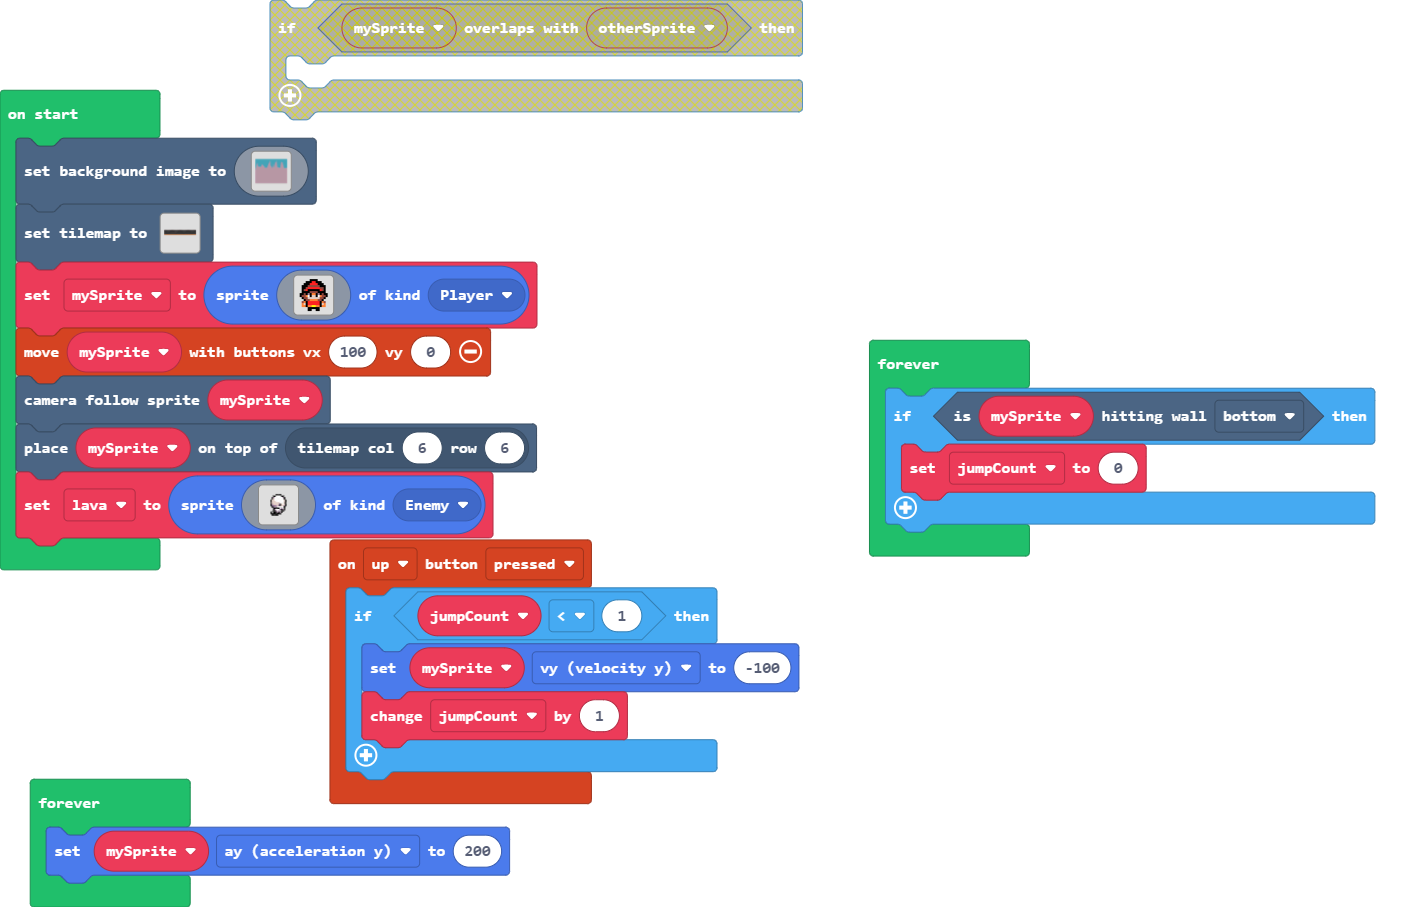 if mySprite overlaps with otherSprite then
on start
set background image to
set tilemap to
set mySprite to sprite of kind Player
move mySprite with buttons vx 100 vy 0
camera follow sprite mySprite
place mySprite on top of tilemap col 6 row 6
set lava to sprite of kind Enemy
forever
if is mySprite hitting wall bottom then
set jumpCount to 0
on up button pressed
if jumpCount < 1 then
set mySprite vy (velocity y) to -100
change jumpCount by 1
forever
set mySprite ay (acceleration y) to 200